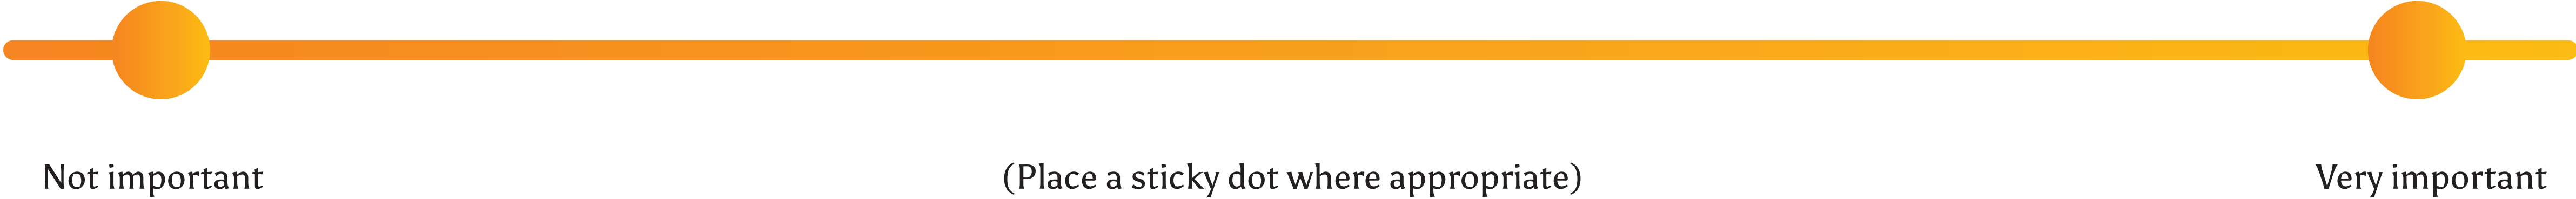 Not important (Place a sticky dot where appropriate) Very important